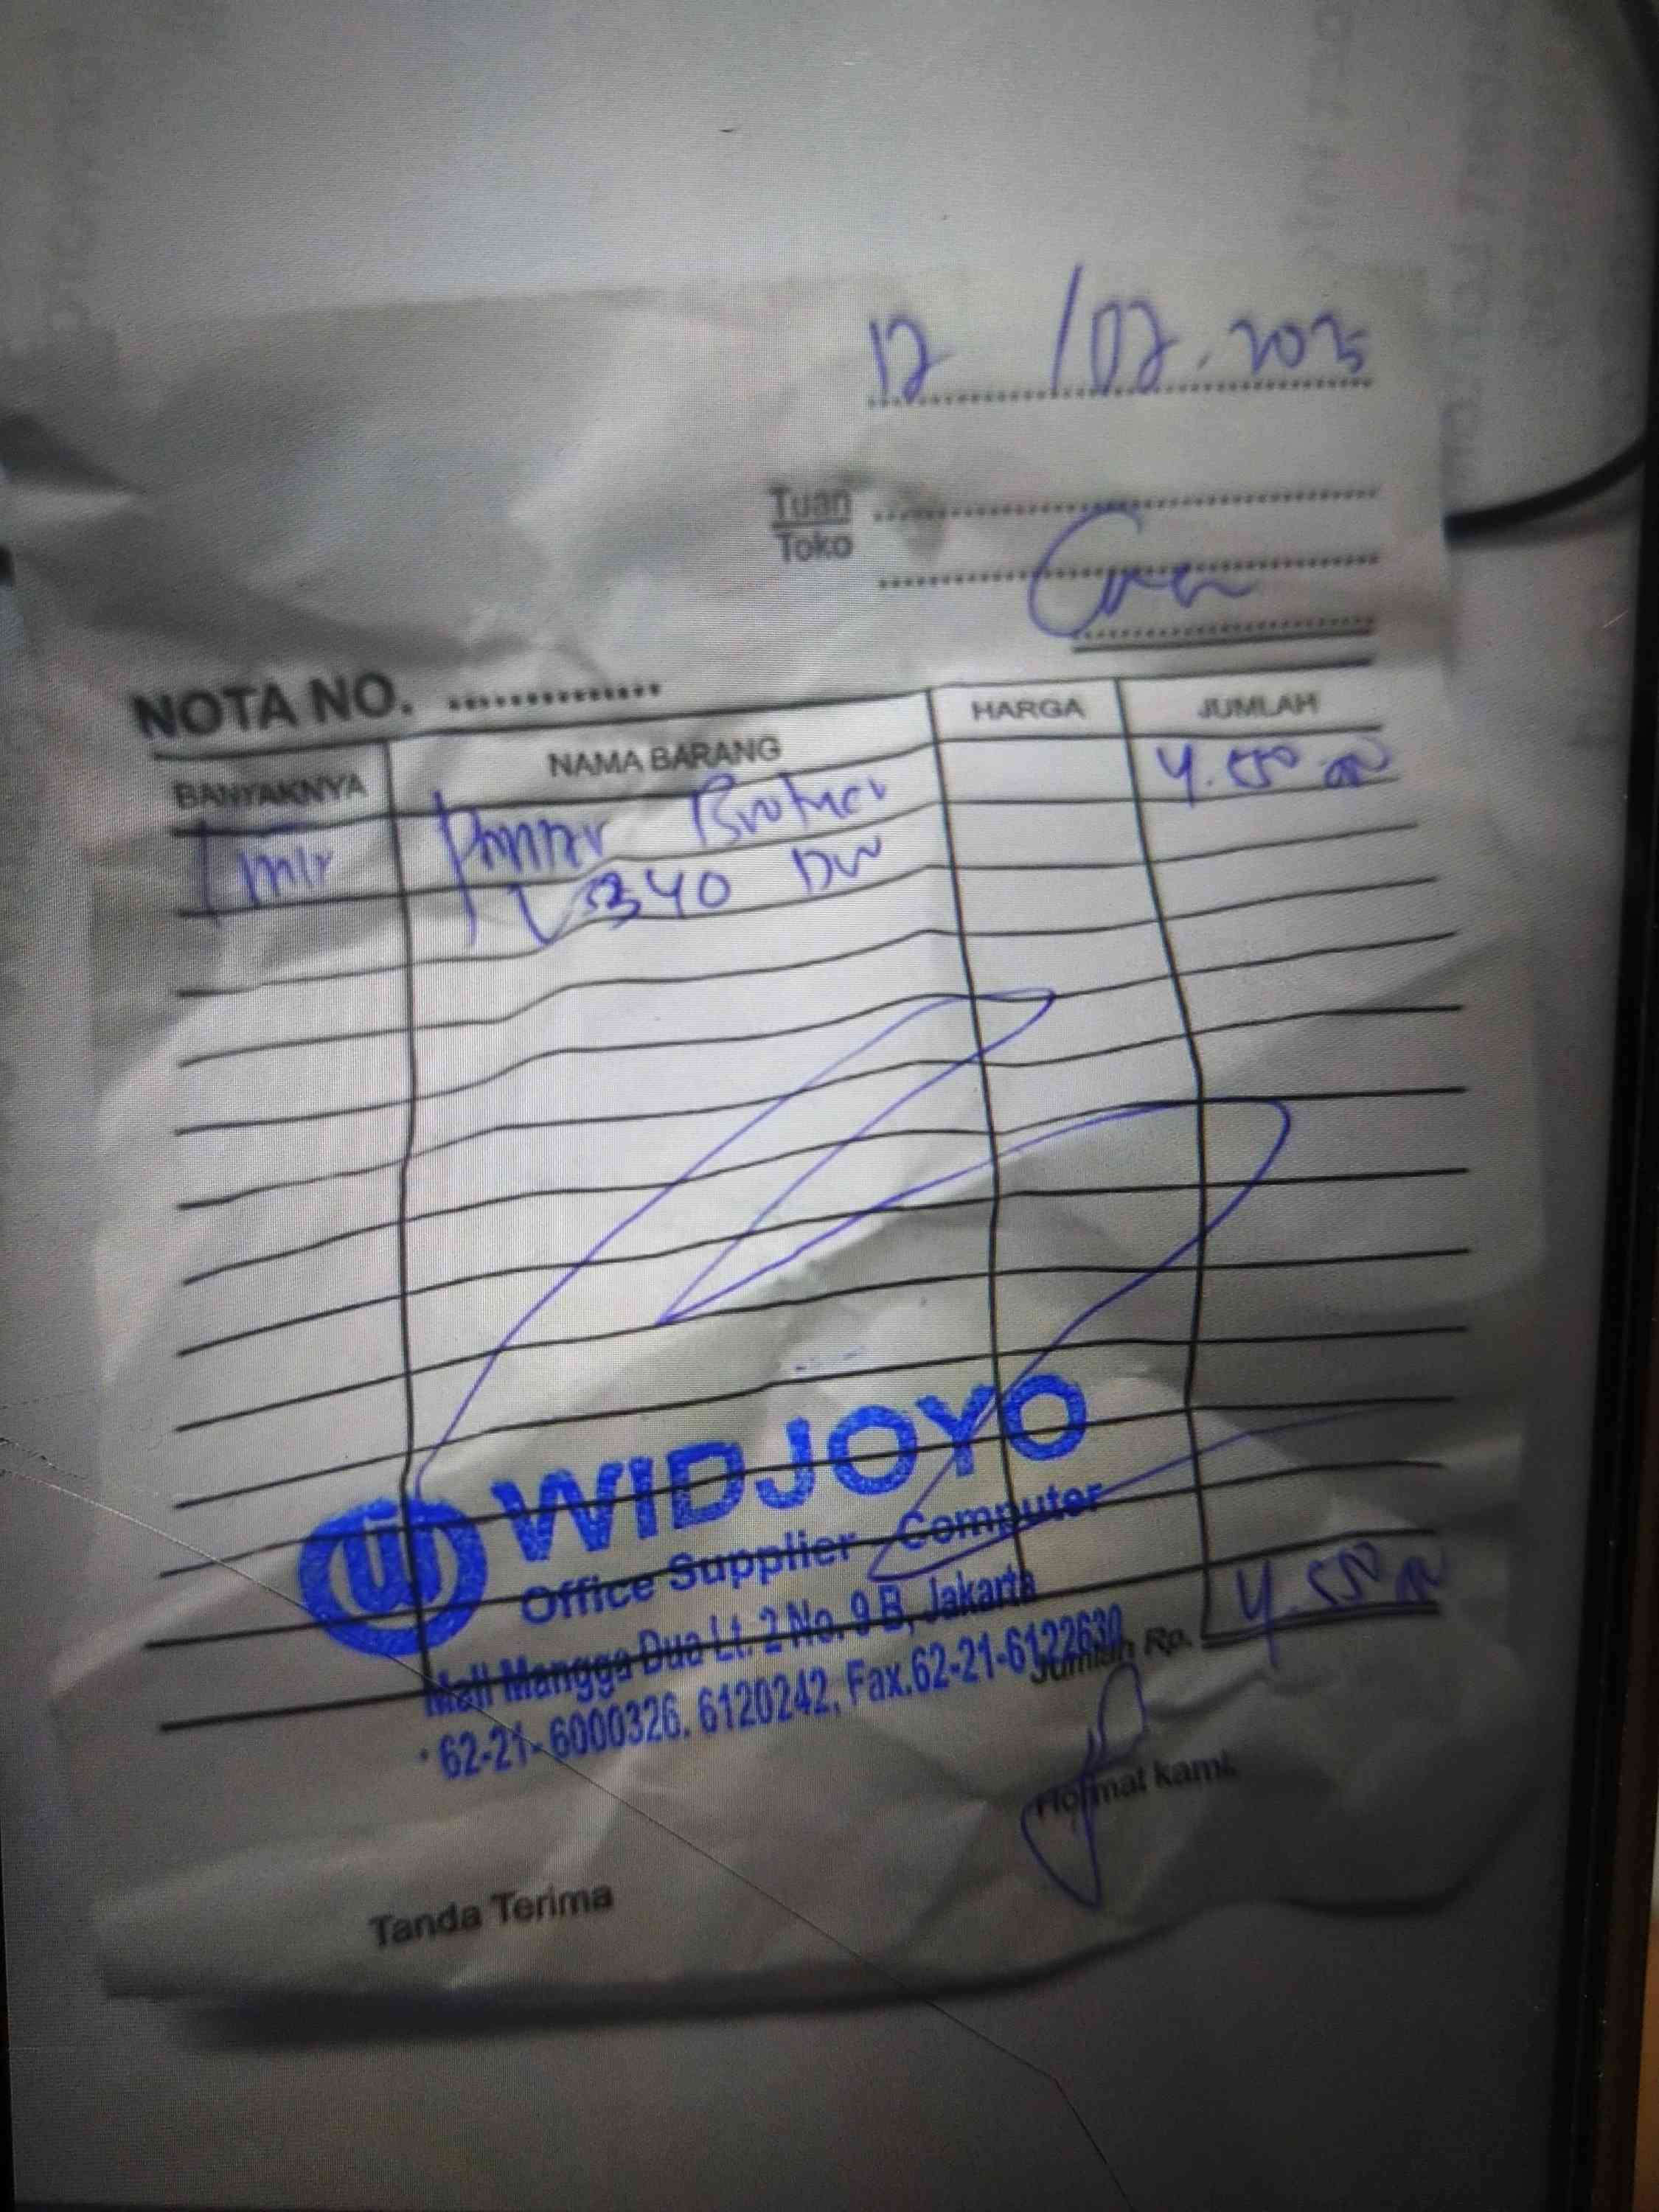 12 / 02. 2025
Tuan
Toko
Cash
NOTA NO. ..............
BANYAKNYA NAMA BARANG HARGA JUMLAH
1 Printer Brother 4.550.000
3340 DW
WIDJOYO
Office Supplier - Computer
Mall Mangga Dua Lt. 2 No. 9 B, Jakarta
62-21-6000326, 6120242, Fax.62-21-6122630
Jumlah Rp. 4.550.000
Hormat kami,
Tanda Terima